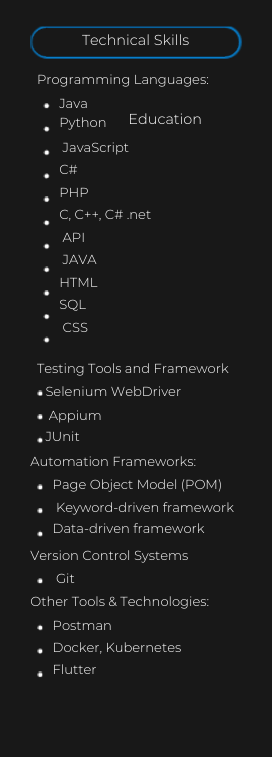 Technical Skills
Programming Languages:
Java
Python
Education
JavaScript
C#
PHP
C, C++, C# .net
API
JAVA
HTML
SQL
CSS
Testing Tools and Framework
Selenium WebDriver
Appium
JUnit
Automation Frameworks:
Page Object Model (POM)
Keyword-driven framework
Data-driven framework
Version Control Systems
Git
Other Tools & Technologies:
Postman
Docker, Kubernetes
Flutter